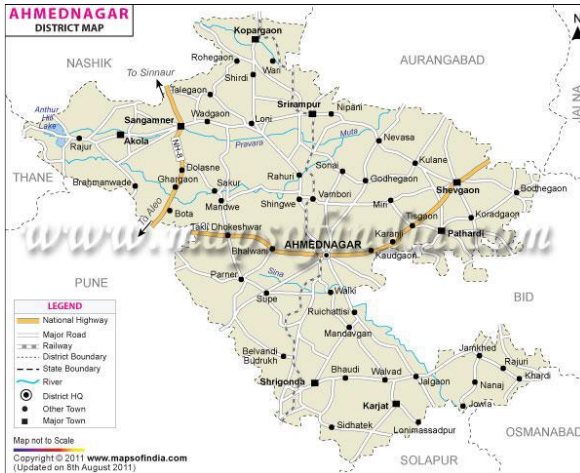 AHMEDNAGAR
DISTRICT MAP
Kopargaon
NASHIK
Rohegaon
Wari
AURANGABAD
To Sinnaur
Shirdi
JALNA
Talegaon
Anthur
Hill
Lake
Sangamner
Wadgaon
Loni
Srirampur
Nipani
Akola
Rajur
NH-8
Pravara
Muta
Nevasa
Kulane
Dolasne
Sonai
THANE
Ghargaon
Rahuri
Godhegaon
Shevgaon
Brahmanwade
Sakur
Bodhegaon
Mandwe
Shingwe
Vambori
Miri
Bota
Tisgaon
Koradgaon
To Aleo
Takli Dhokeshwar
Karanji
Pathardi
www.mapsofindia.com
AHMEDNAGAR
Bhalwani
Kaudgaon
PUNE
Parner
Sina
BID
Supe
Walki
Ruichattisi
Mandavgan
LEGEND
National Highway
Major Road
Railway
District Boundary
State Boundary
River
District HQ
Other Town
Major Town
Belvandi
Budrukh
Jamkhed
Rajuri
Bhaudi
Walvad
Jalgaon
Khardi
Shrigonda
Nanaj
Karjat
Jowla
Sidhatek
Lonimassadpur
OSMANABAD
SOLAPUR
Map not to Scale
Copyright © 2011 www.mapsofindia.com
(Updated on 8th August 2011)